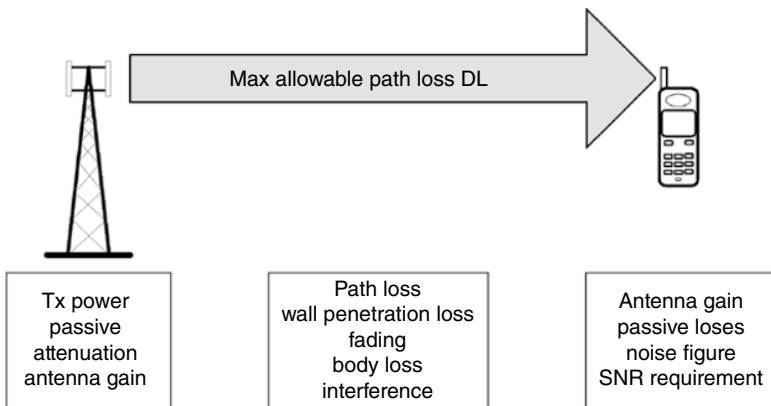 Max allowable path loss DL
Tx power
passive
attenuation
antenna gain
Path loss
wall penetration loss
fading
body loss
interference
Antenna gain
passive loses
noise figure
SNR requirement